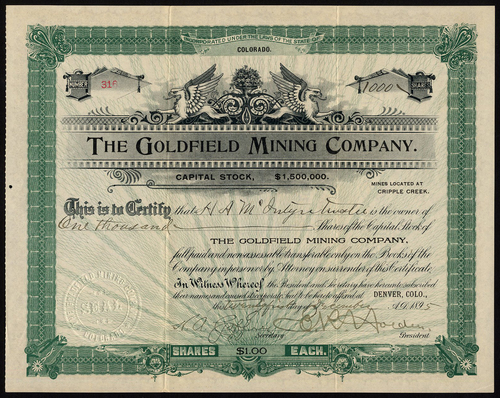 INCORPORATED UNDER THE LAWS OF THE STATE OF
COLORADO.
NUMBER
316
1000
SHARES
THE GOLDFIELD MINING COMPANY.
CAPITAL STOCK, $1,500,000.
MINES LOCATED AT
CRIPPLE CREEK.
This is to Certify that H A McIntyre trustee is the owner of
One thousand Shares of the Capital Stock of
THE GOLDFIELD MINING COMPANY,
full paid and non assessable transferable only on the Books of the
Company in person or by Attorney on surrender of this Certificate.
In Witness Whereof the President and Secretary have hereunto subscribed
their names and caused the corporate Seal to be hereto affixed at DENVER, COLO.,
this day of A.D. 1895
SEAL
Secretary
President
SHARES $1.00 EACH.